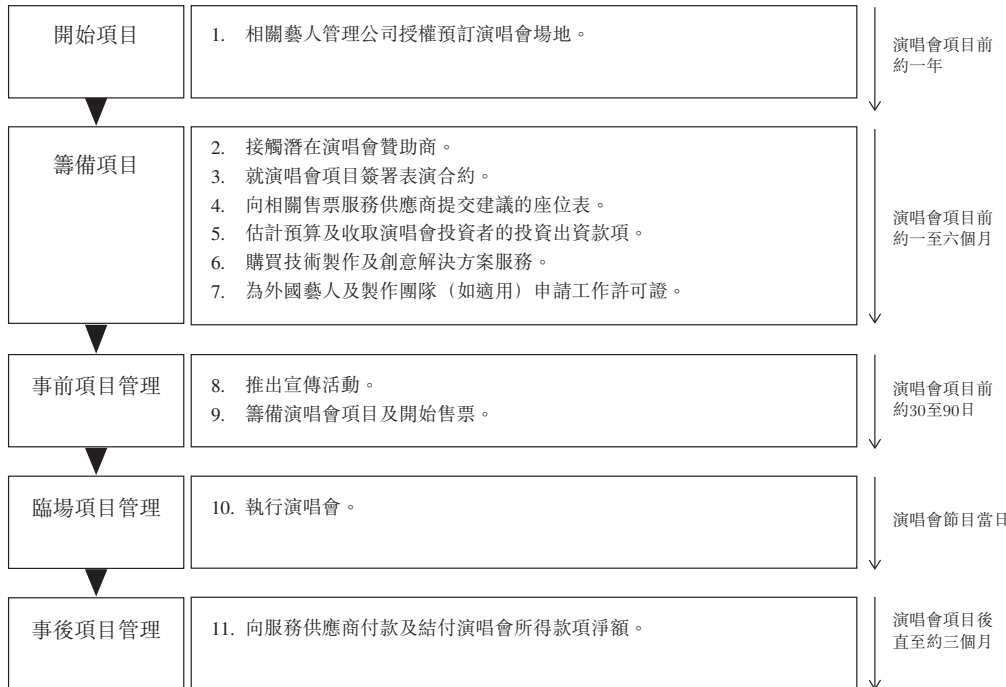 開始項目
1. 相關藝人管理公司授權預訂演唱會場地。
演唱會項目前
約一年
籌備項目
2. 接觸潛在演唱會贊助商。
3. 就演唱會項目簽署表演合約。
4. 向相關售票服務供應商提交建議的座位表。
5. 估計預算及收取演唱會投資者的投資出資款項。
6. 購買技術製作及創意解決方案服務。
7. 為外國藝人及製作團隊（如適用）申請工作許可證。
演唱會項目前
約一至六個月
事前項目管理
8. 推出宣傳活動。
9. 籌備演唱會項目及開始售票。
演唱會項目前
約30至90日
臨場項目管理
10. 執行演唱會。
演唱會節目當日
事後項目管理
11. 向服務供應商付款及結付演唱會所得款項淨額。
演唱會項目後
直至約三個月